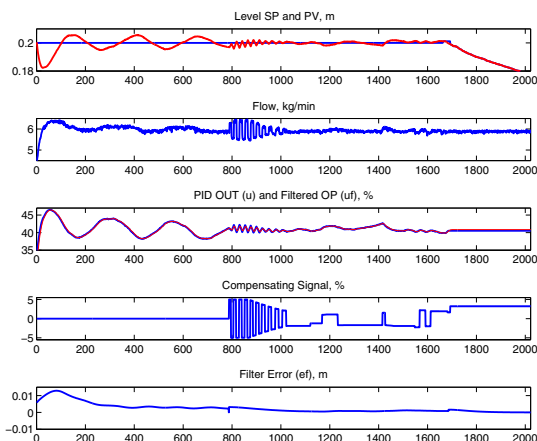 Level SP and PV, m
0.2
0.18
0 200 400 600 800 1000 1200 1400 1600 1800 2000
Flow, kg/min
6
5
0 200 400 600 800 1000 1200 1400 1600 1800 2000
PID OUT (u) and Filtered OP (uf), %
45
40
35
0 200 400 600 800 1000 1200 1400 1600 1800 2000
Compensating Signal, %
5
0
−5
0 200 400 600 800 1000 1200 1400 1600 1800 2000
Filter Error (ef), m
0.01
0
−0.01
0 200 400 600 800 1000 1200 1400 1600 1800 2000